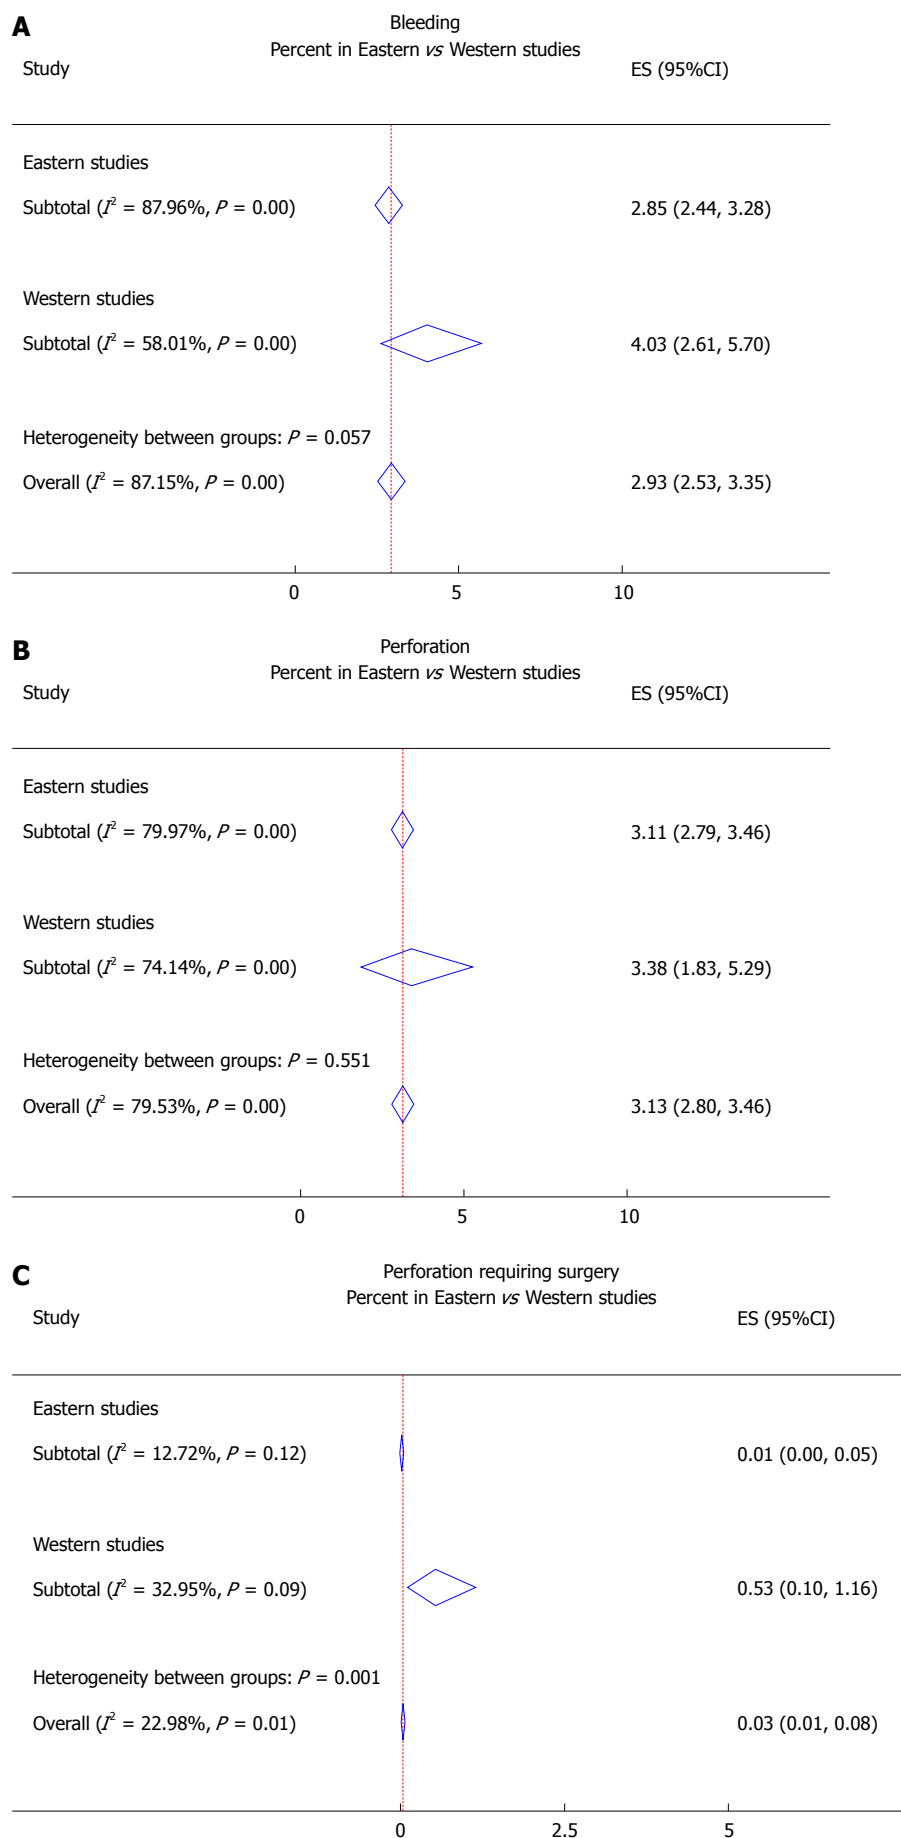 A
Bleeding
Percent in Eastern vs Western studies
Study
ES (95%CI)
Eastern studies
Subtotal (I² = 87.96%, P = 0.00)
2.85 (2.44, 3.28)
Western studies
Subtotal (I² = 58.01%, P = 0.00)
4.03 (2.61, 5.70)
Heterogeneity between groups: P = 0.057
Overall (I² = 87.15%, P = 0.00)
2.93 (2.53, 3.35)
0 5 10
B
Perforation
Percent in Eastern vs Western studies
Study
ES (95%CI)
Eastern studies
Subtotal (I² = 79.97%, P = 0.00)
3.11 (2.79, 3.46)
Western studies
Subtotal (I² = 74.14%, P = 0.00)
3.38 (1.83, 5.29)
Heterogeneity between groups: P = 0.551
Overall (I² = 79.53%, P = 0.00)
3.13 (2.80, 3.46)
0 5 10
C
Perforation requiring surgery
Percent in Eastern vs Western studies
Study
ES (95%CI)
Eastern studies
Subtotal (I² = 12.72%, P = 0.12)
0.01 (0.00, 0.05)
Western studies
Subtotal (I² = 32.95%, P = 0.09)
0.53 (0.10, 1.16)
Heterogeneity between groups: P = 0.001
Overall (I² = 22.98%, P = 0.01)
0.03 (0.01, 0.08)
0 2.5 5